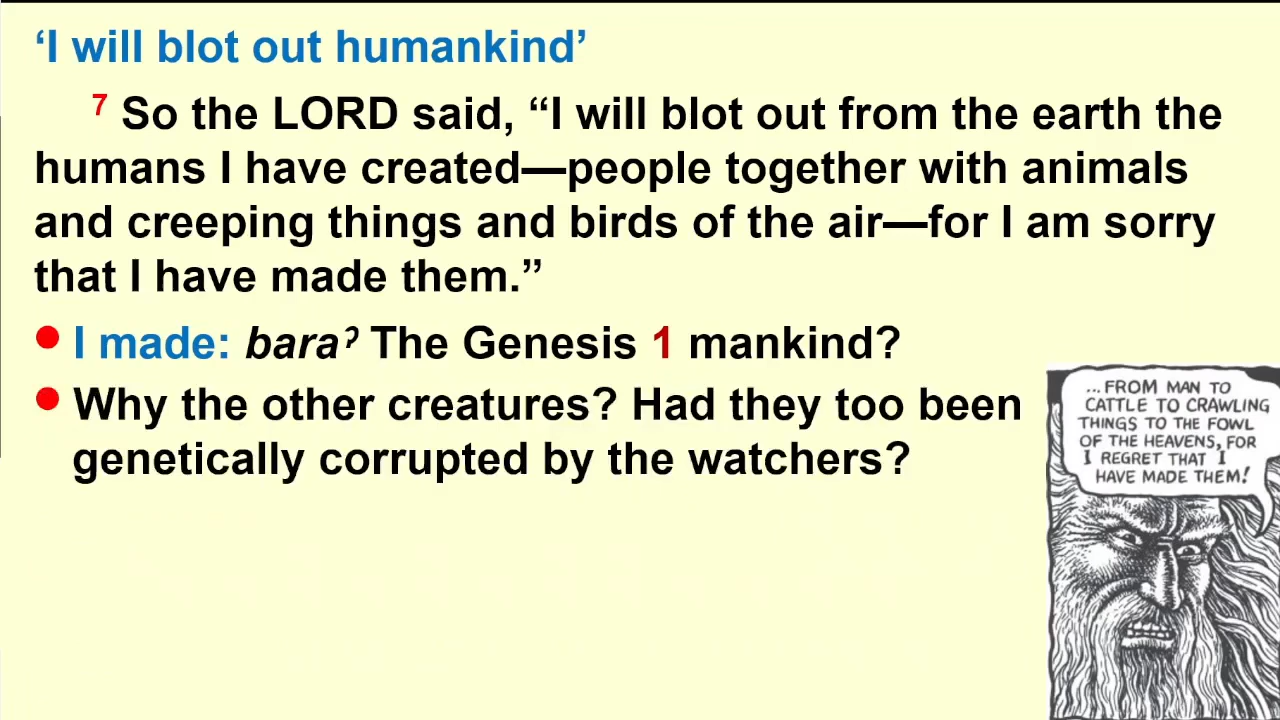 ‘I will blot out humankind’
7 So the LORD said, “I will blot out from the earth the
humans I have created—people together with animals
and creeping things and birds of the air—for I am sorry
that I have made them.”
● I made: baraʾ The Genesis 1 mankind?
● Why the other creatures? Had they too been
genetically corrupted by the watchers?
...FROM MAN TO
CATTLE TO CRAWLING
THINGS TO THE FOWL
OF THE HEAVENS, FOR
I REGRET THAT I
HAVE MADE THEM!